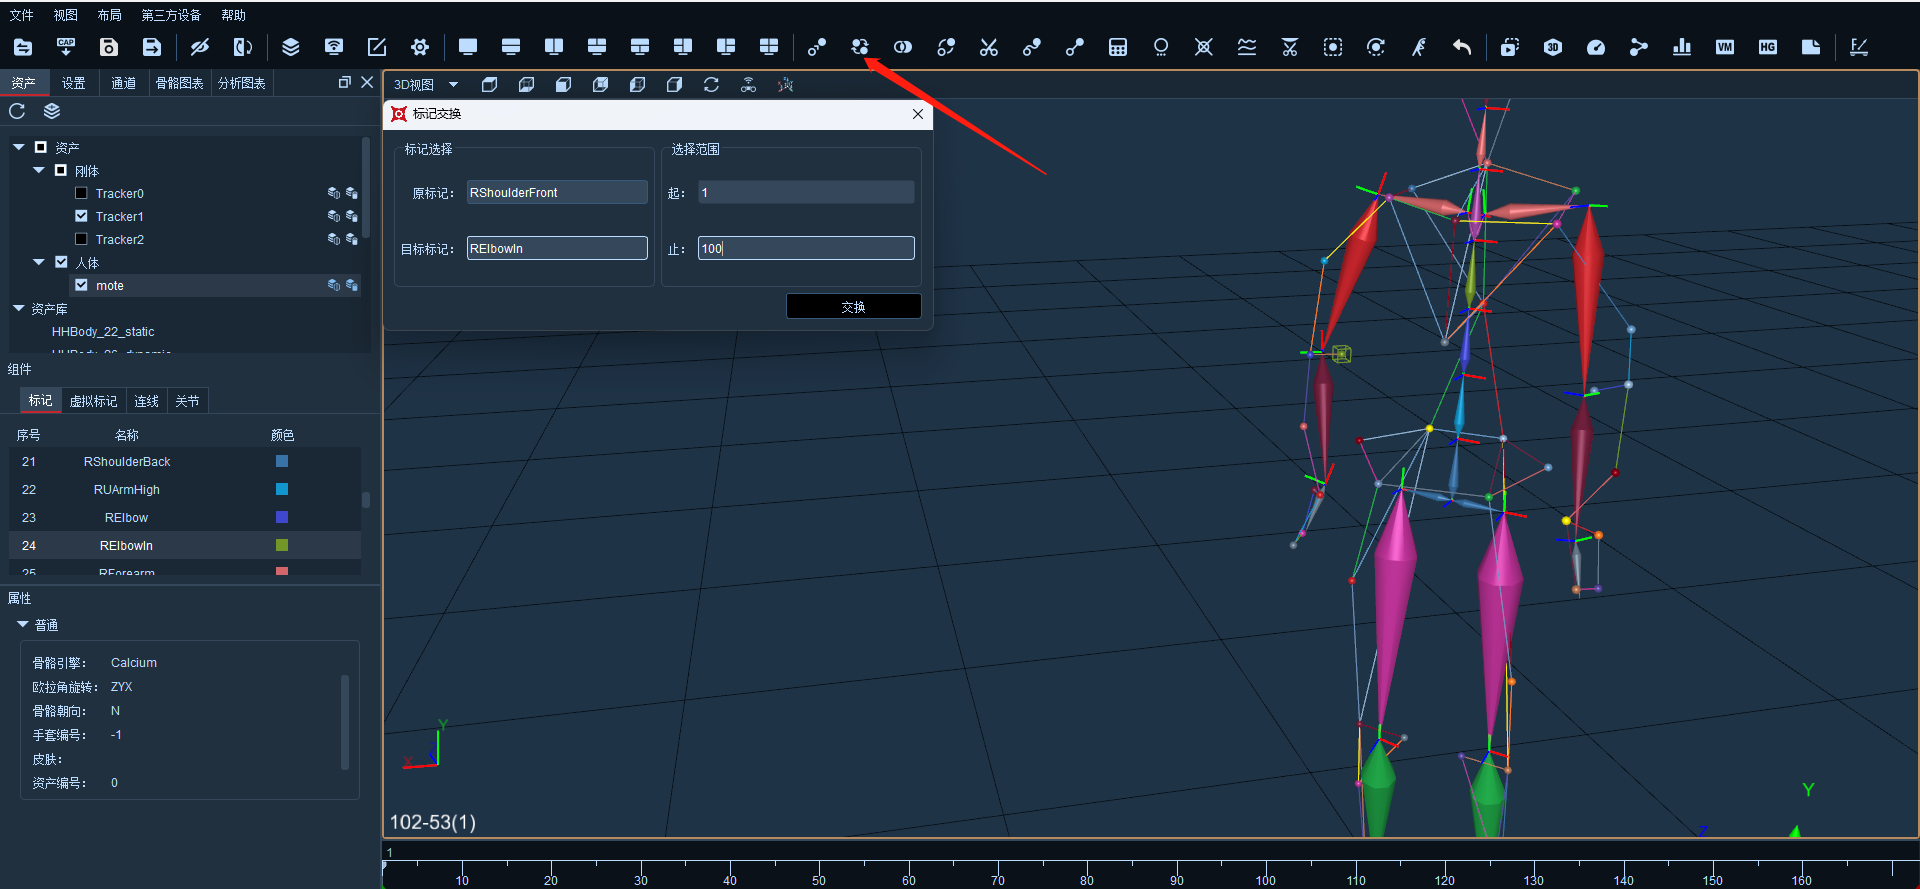 文件 视图 布局 第三方设备 帮助
CAP 3D VM HG
资产 设置 通道 骨骼图表 分析图表
3D视图
标记交换
资产
刚体
Tracker0
Tracker1
Tracker2
人体
mote
资产库
HHBody_22_static
HHBody_26_dynamic
标记选择
原标记： RShoulderFront
目标标记： RElbowIn
选择范围
起： 1
止： 100
交换
组件
标记 虚拟标记 连线 关节
序号 名称 颜色
21 RShoulderBack
22 RUArmHigh
23 RElbow
24 RElbowIn
25 RForearm
属性
普通
骨骼引擎： Calcium
欧拉角旋转： ZYX
骨骼朝向： N
手套编号： -1
皮肤：
资产编号： 0
Y
X
Y
Z
102-53(1)
1
10 20 30 40 50 60 70 80 90 100 110 120 130 140 150 160